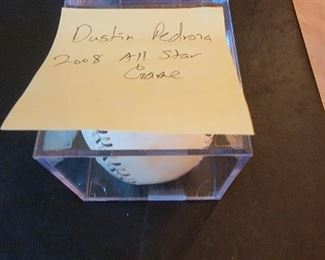 Dustin Pedroia
2008 All Star
Game